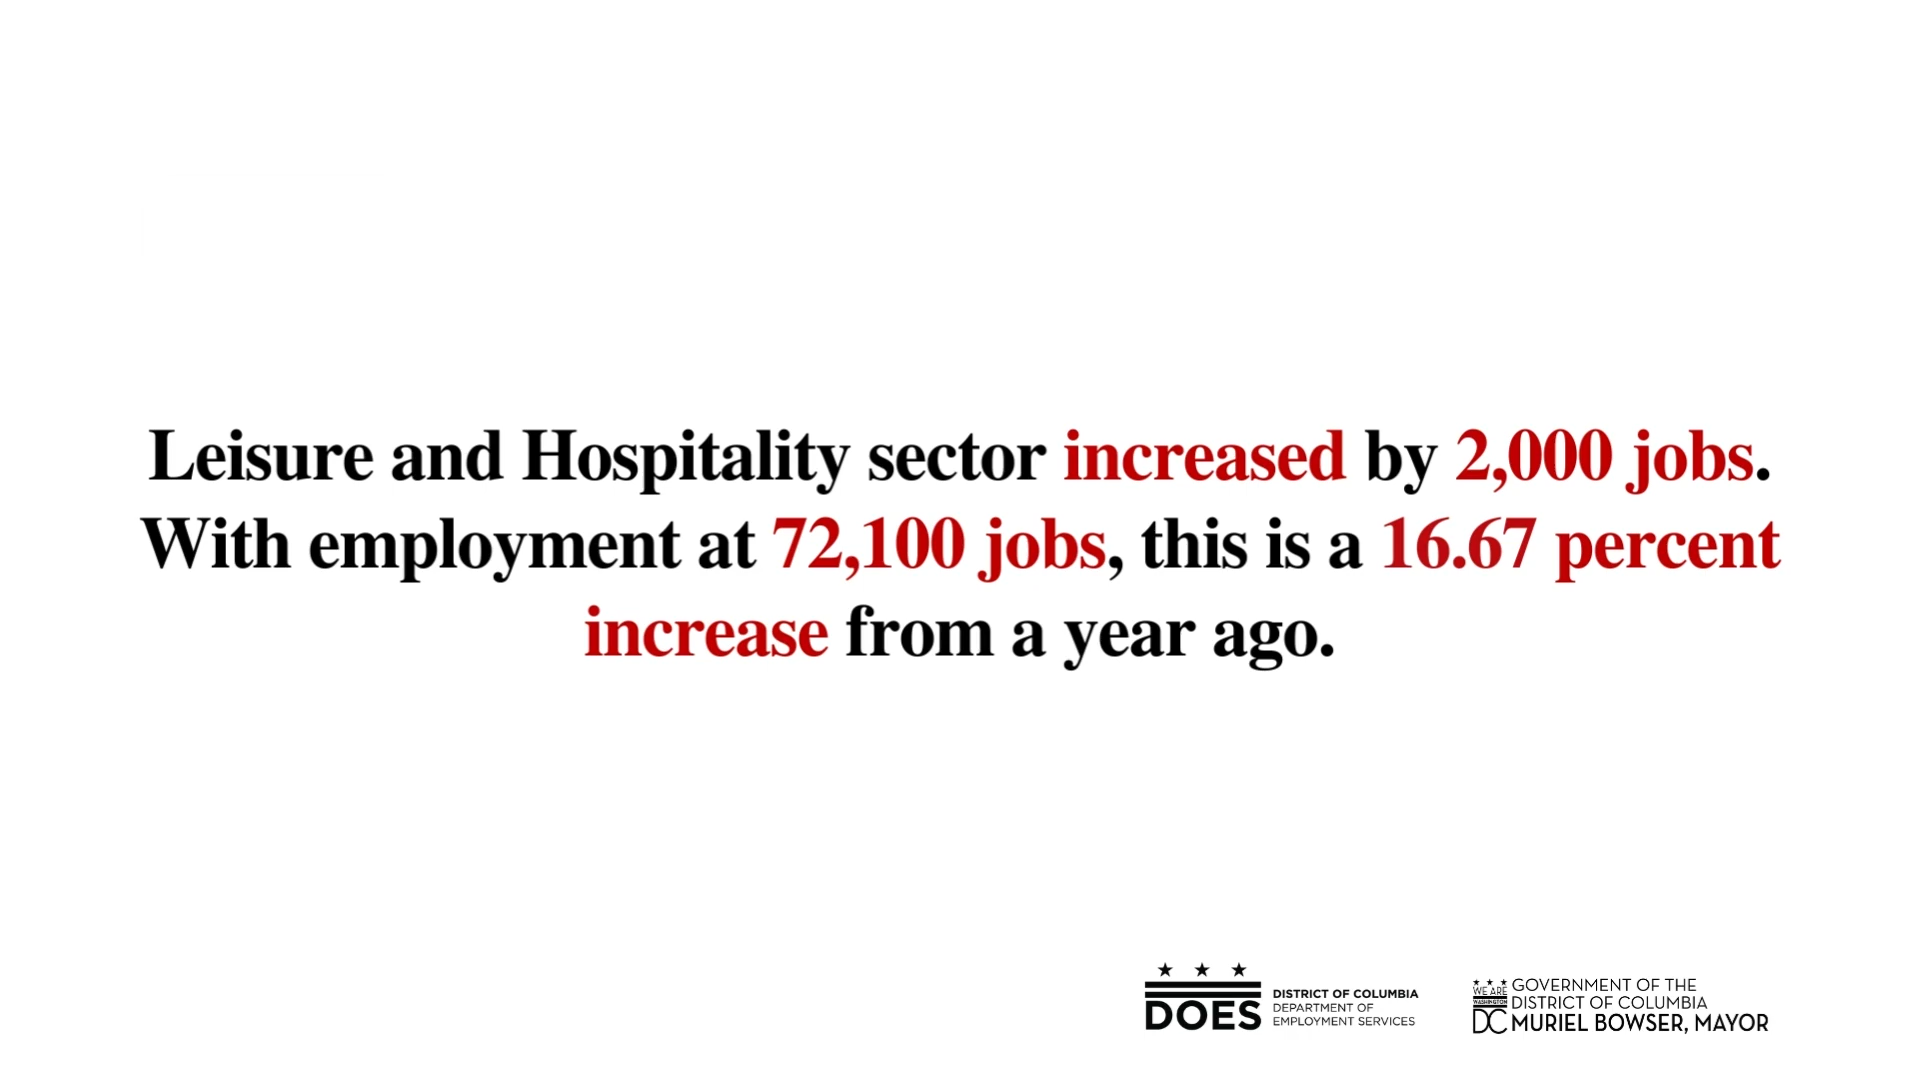 Leisure and Hospitality sector increased by 2,000 jobs.
With employment at 72,100 jobs, this is a 16.67 percent
increase from a year ago.
DOES
DISTRICT OF COLUMBIA
DEPARTMENT OF
EMPLOYMENT SERVICES
WE ARE
WASHINGTON
DC
GOVERNMENT OF THE
DISTRICT OF COLUMBIA
MURIEL BOWSER, MAYOR